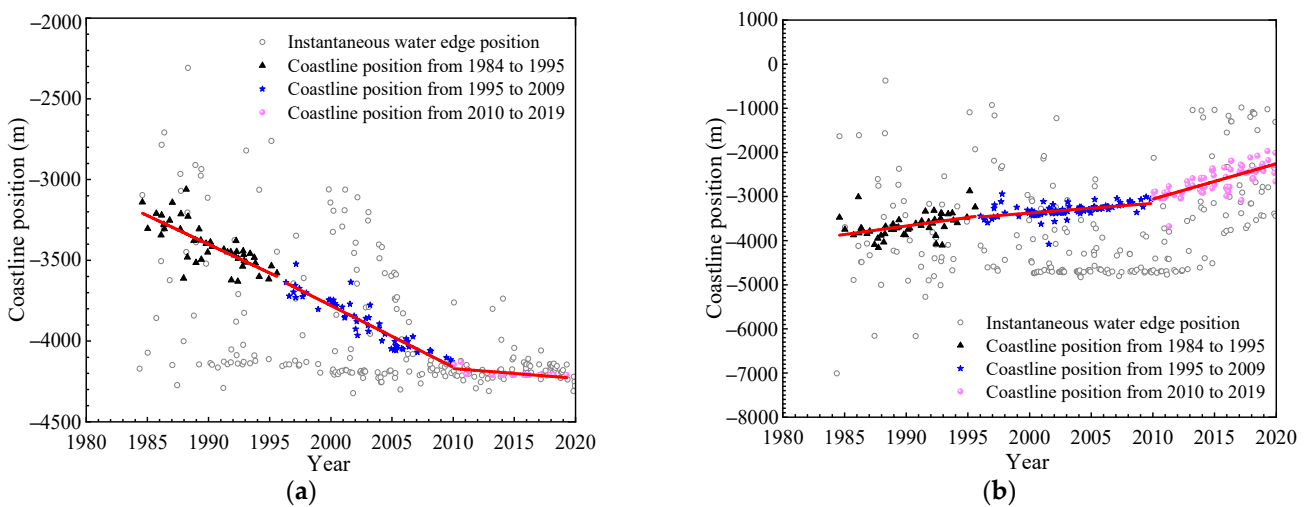 −2000
−2500
−3000
−3500
−4000
−4500
Coastline position (m)
Instantaneous water edge position
Coastline position from 1984 to 1995
Coastline position from 1995 to 2009
Coastline position from 2010 to 2019
1980 1985 1990 1995 2000 2005 2010 2015 2020
Year
(a)
1000
0
−1000
−2000
−3000
−4000
−5000
−6000
−7000
−8000
Coastline position (m)
Instantaneous water edge position
Coastline position from 1984 to 1995
Coastline position from 1995 to 2009
Coastline position from 2010 to 2019
1980 1985 1990 1995 2000 2005 2010 2015 2020
Year
(b)